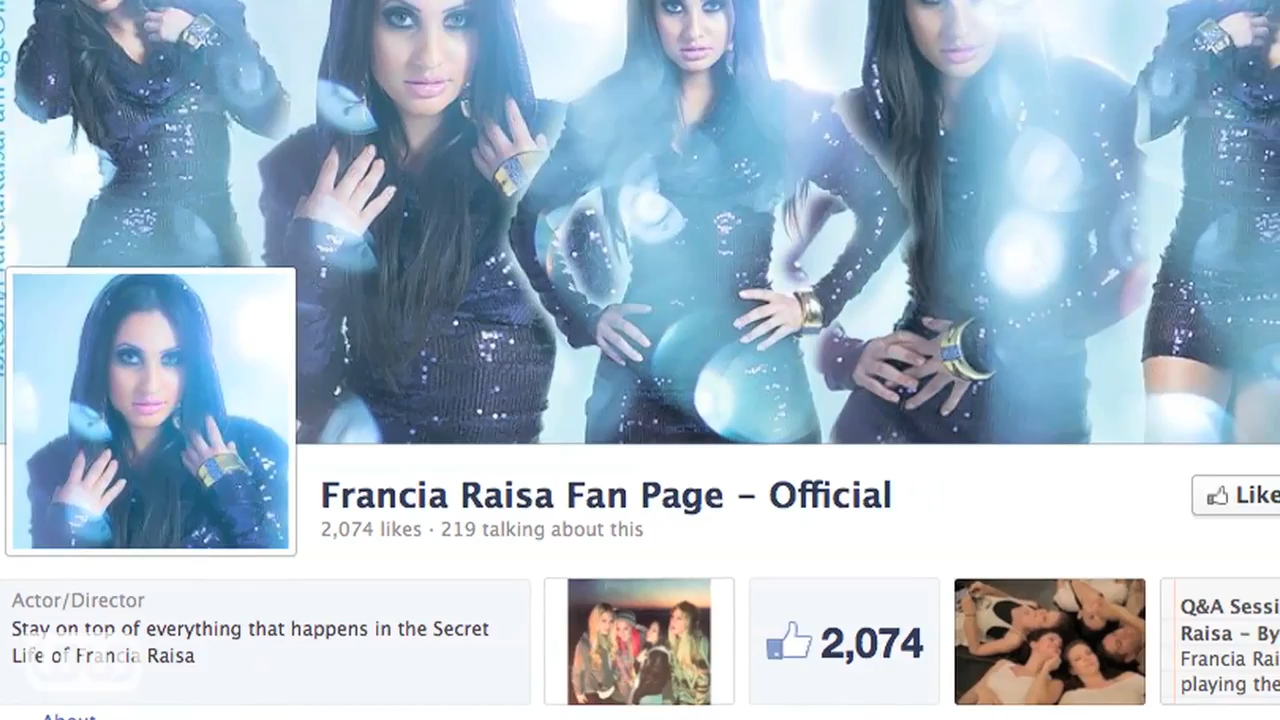 Francia Raisa Fan Page – Official
2,074 likes · 219 talking about this
Like
Actor/Director
Stay on top of everything that happens in the Secret
Life of Francia Raisa
2,074
Q&A Sessi
Raisa – By
Francia Rai
playing the
About